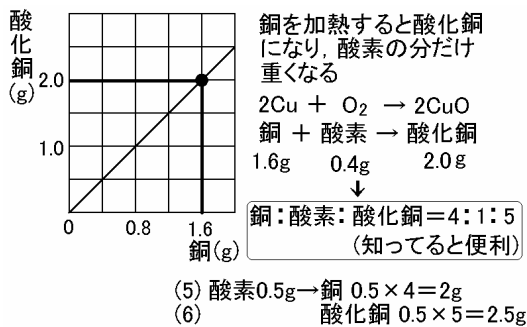 酸化銅(g)
2.0
1.0
0
0.8
1.6
銅(g)
銅を加熱すると酸化銅
になり，酸素の分だけ
重くなる
2Cu + O₂ → 2CuO
銅 + 酸素 → 酸化銅
1.6g 0.4g 2.0g
↓
銅：酸素：酸化銅＝4：1：5
(知ってると便利)
(5) 酸素0.5g→銅 0.5×4＝2g
(6) 酸化銅 0.5×5＝2.5g